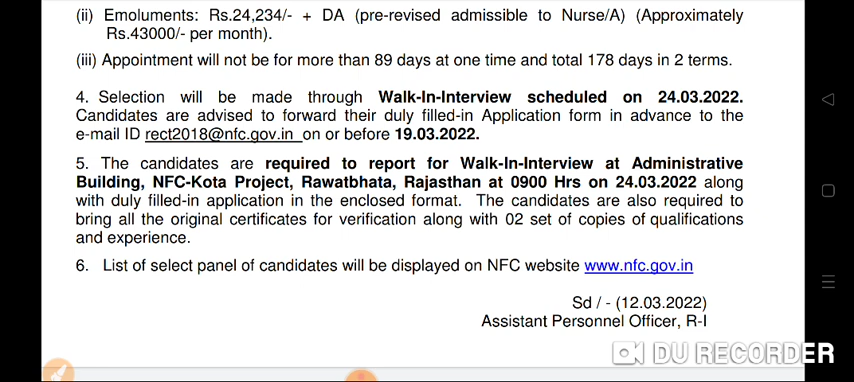 (ii) Emoluments: Rs.24,234/- + DA (pre-revised admissible to Nurse/A) (Approximately
Rs.43000/- per month).
(iii) Appointment will not be for more than 89 days at one time and total 178 days in 2 terms.
4. Selection will be made through Walk-In-Interview scheduled on 24.03.2022.
Candidates are advised to forward their duly filled-in Application form in advance to the
e-mail ID rect2018@nfc.gov.in on or before 19.03.2022.
5. The candidates are required to report for Walk-In-Interview at Administrative
Building, NFC-Kota Project, Rawatbhata, Rajasthan at 0900 Hrs on 24.03.2022 along
with duly filled-in application in the enclosed format. The candidates are also required to
bring all the original certificates for verification along with 02 set of copies of qualifications
and experience.
6. List of select panel of candidates will be displayed on NFC website www.nfc.gov.in
Sd / - (12.03.2022)
Assistant Personnel Officer, R-I
DU RECORDER